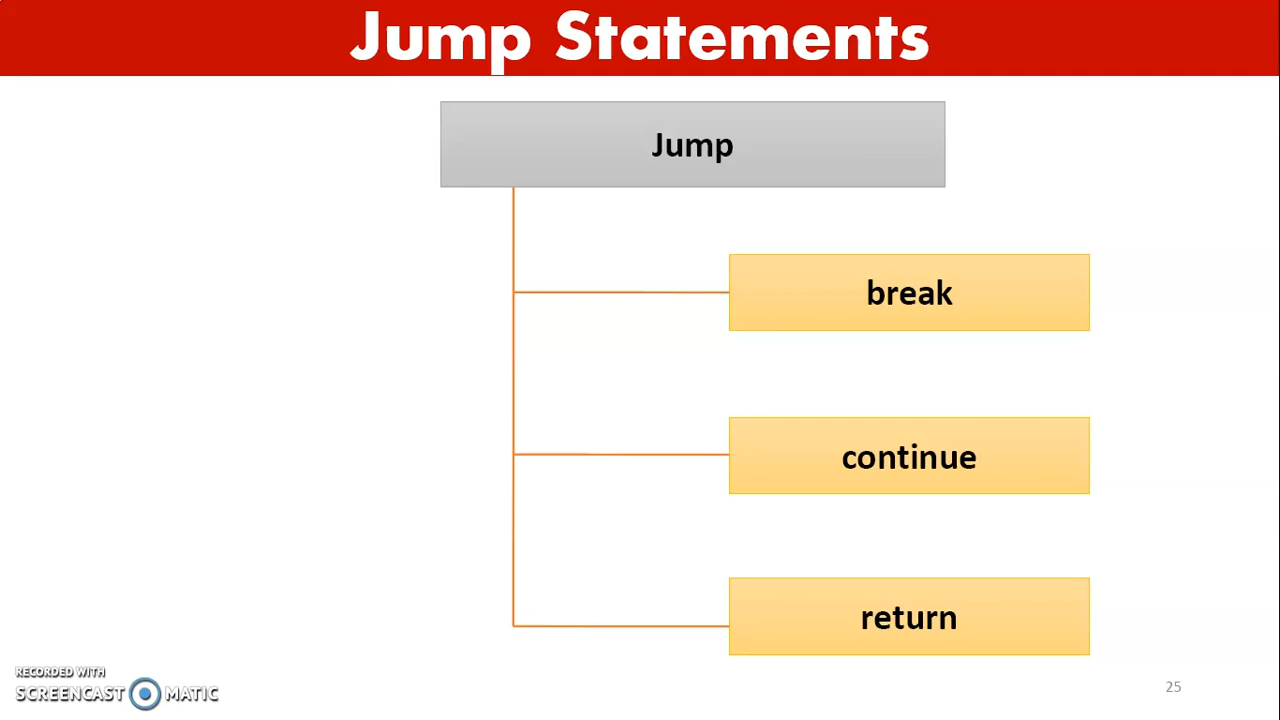 Jump Statements
Jump
break
continue
return
RECORDED WITH
SCREENCAST MATIC
25